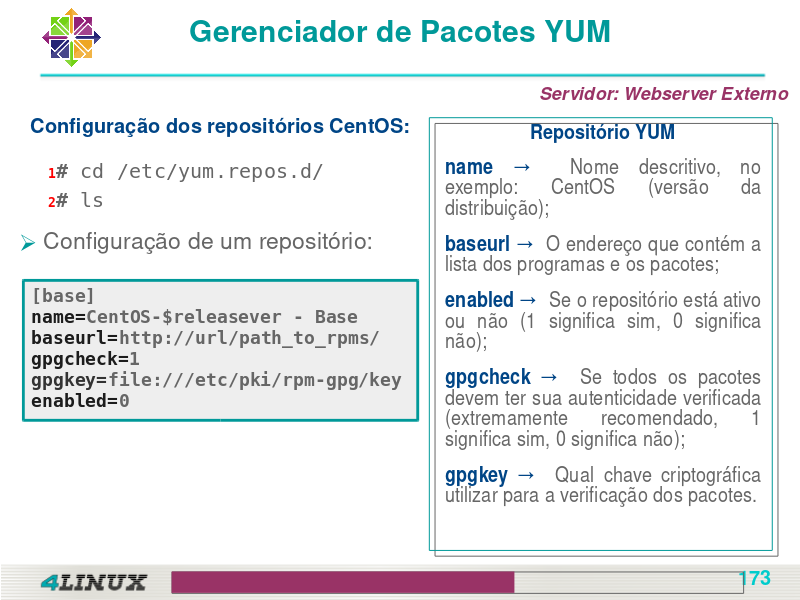 Gerenciador de Pacotes YUM
Servidor: Webserver Externo
Configuração dos repositórios CentOS:
1# cd /etc/yum.repos.d/
2# ls
Configuração de um repositório:
[base]
name=CentOS-$releasever - Base
baseurl=http://url/path_to_rpms/
gpgcheck=1
gpgkey=file:///etc/pki/rpm-gpg/key
enabled=0
Repositório YUM
name → Nome descritivo, no
exemplo: CentOS (versão da
distribuição);
baseurl → O endereço que contém a
lista dos programas e os pacotes;
enabled → Se o repositório está ativo
ou não (1 significa sim, 0 significa
não);
gpgcheck → Se todos os pacotes
devem ter sua autenticidade verificada
(extremamente recomendado, 1
significa sim, 0 significa não);
gpgkey → Qual chave criptográfica
utilizar para a verificação dos pacotes.
4LINUX
173